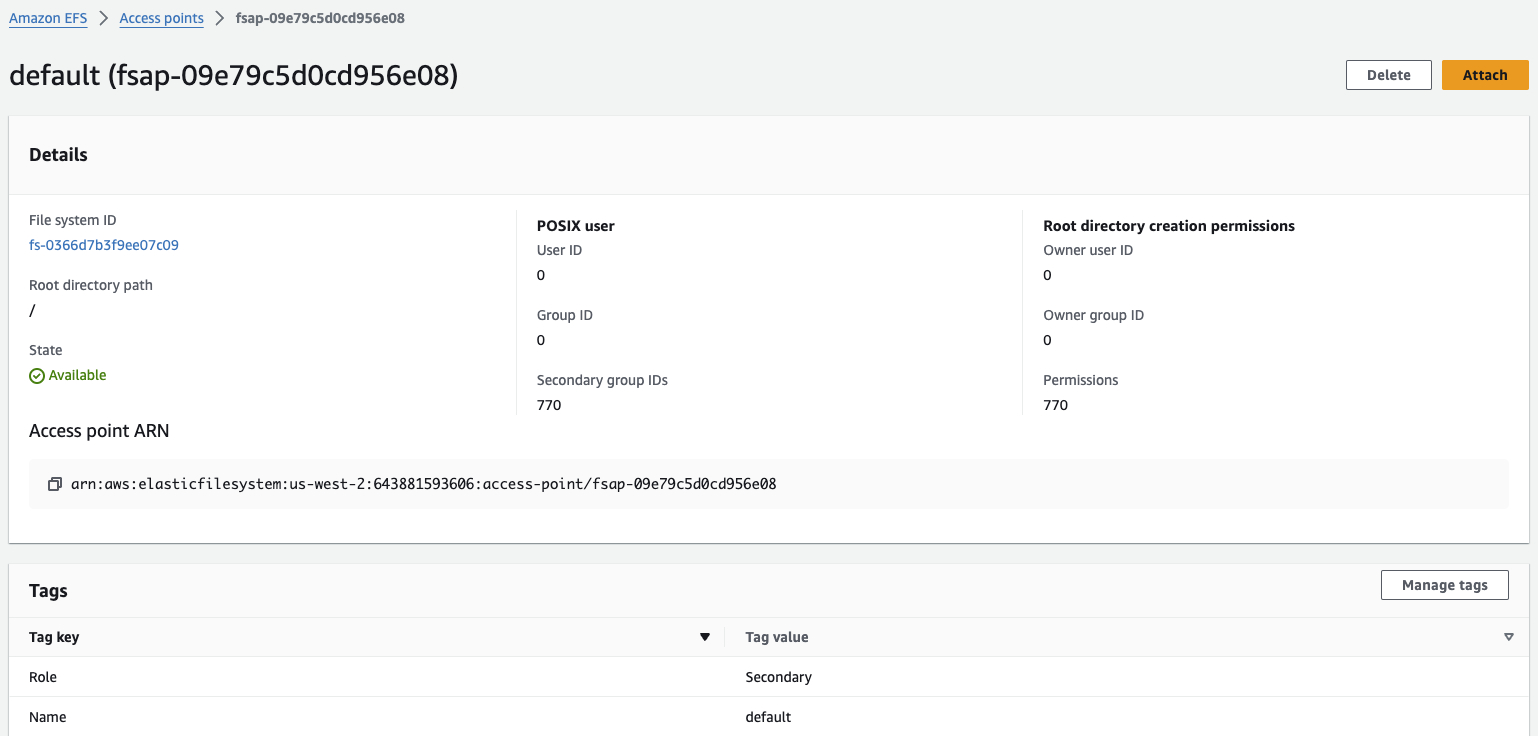 Amazon EFS > Access points > fsap-09e79c5d0cd956e08
default (fsap-09e79c5d0cd956e08)
Delete
Attach
Details
File system ID
fs-0366d7b3f9ee07c09
Root directory path
/
State
Available
POSIX user
User ID
0
Group ID
0
Secondary group IDs
770
Root directory creation permissions
Owner user ID
0
Owner group ID
0
Permissions
770
Access point ARN
arn:aws:elasticfilesystem:us-west-2:643881593606:access-point/fsap-09e79c5d0cd956e08
Tags
Manage tags
Tag key
Tag value
Role
Secondary
Name
default